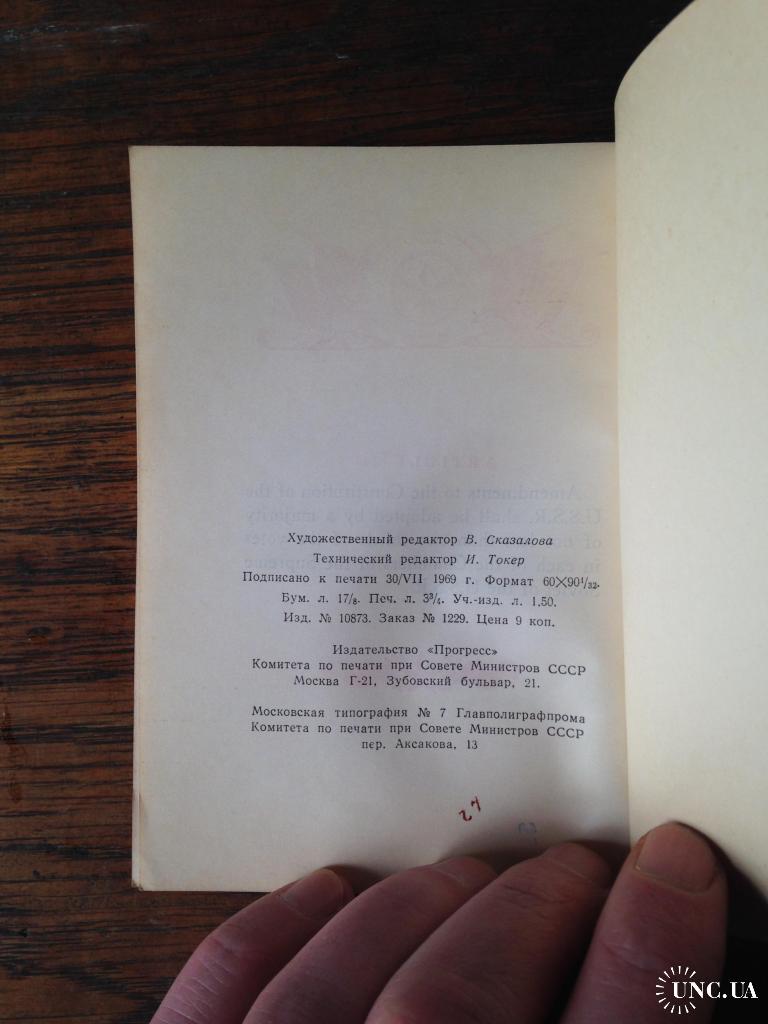 Художественный редактор В. Сказалова
Технический редактор И. Токер
Подписано к печати 30/VII 1969 г. Формат 60×90¹/₃₂.
Бум. л. 17/₈. Печ. л. 3³/₄. Уч.-изд. л. 1.50.
Изд. № 10873. Заказ № 1229. Цена 9 коп.
Издательство «Прогресс»
Комитета по печати при Совете Министров СССР
Москва Г-21, Зубовский бульвар, 21.
Московская типография № 7 Главполиграфпрома
Комитета по печати при Совете Министров СССР
пер. Аксакова, 13
UNC.UA